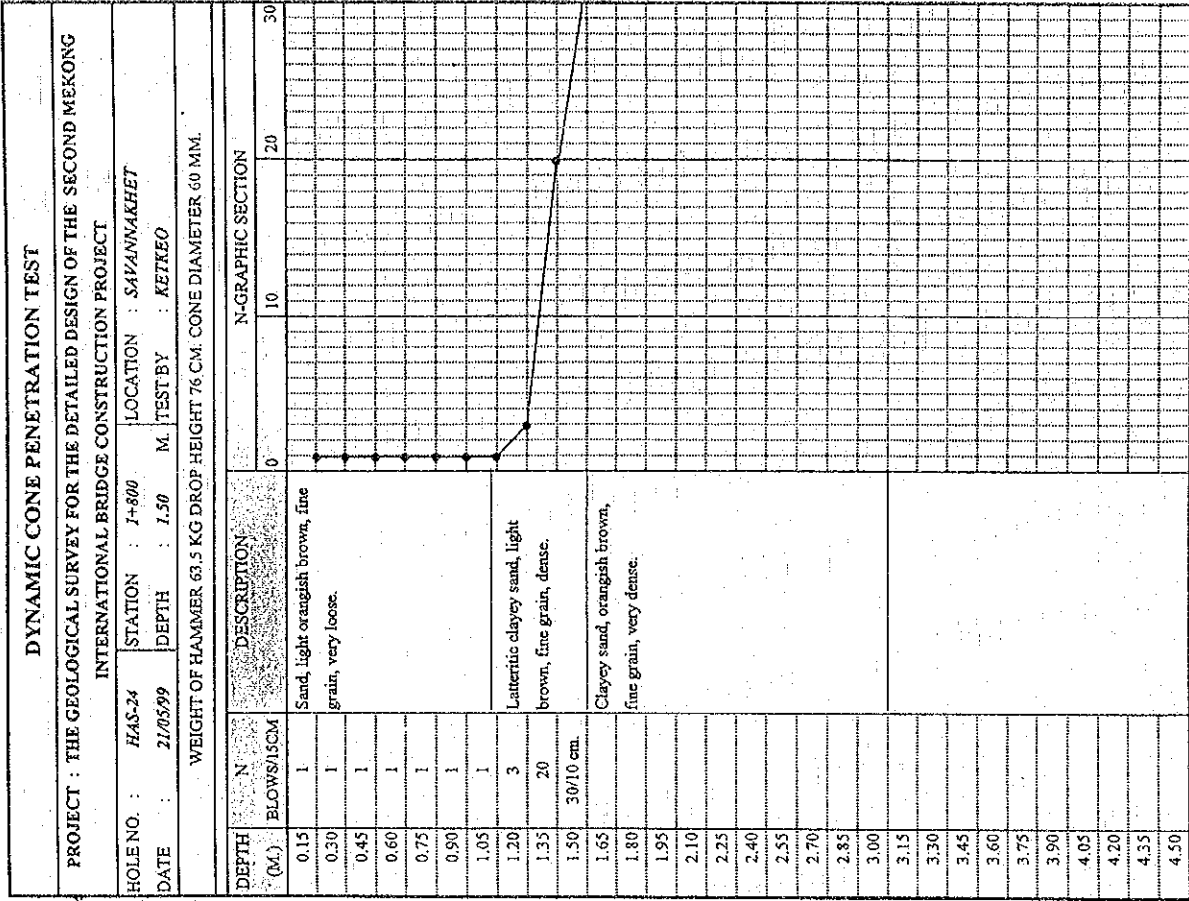 DYNAMIC CONE PENETRATION TEST
PROJECT : THE GEOLOGICAL SURVEY FOR THE DETAILED DESIGN OF THE SECOND MEKONG
INTERNATIONAL BRIDGE CONSTRUCTION PROJECT
HOLE NO. : HAS-24 STATION : 1+800 LOCATION : SAVANNAKHET
DATE : 21/05/99 DEPTH : 1.50 M. TEST BY : KETKEO
WEIGHT OF HAMMER 63.5 KG DROP HEIGHT 76 CM. CONE DIAMETER 60 MM.
DEPTH N DESCRIPTION N-GRAPHIC SECTION
(M.) BLOWS/15CM 0 10 20 30
0.15 1 Sand, light orangish brown, fine
0.30 1 grain, very loose.
0.45 1
0.60 1
0.75 1
0.90 1
1.05 1
1.20 3 Latteritic clayey sand, light
1.35 20 brown, fine grain, dense.
1.50 30/10 cm.
1.65 Clayey sand, orangish brown,
1.80 fine grain, very dense.
1.95
2.10
2.25
2.40
2.55
2.70
2.85
3.00
3.15
3.30
3.45
3.60
3.75
3.90
4.05
4.20
4.35
4.50